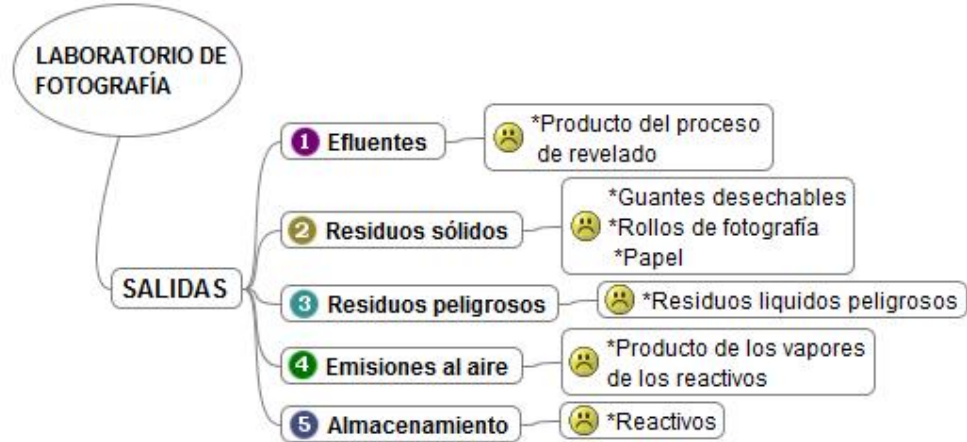 LABORATORIO DE
FOTOGRAFÍA
SALIDAS
1 Efluentes
*Producto del proceso
de revelado
2 Residuos sólidos
*Guantes desechables
*Rollos de fotografía
*Papel
3 Residuos peligrosos
*Residuos liquidos peligrosos
4 Emisiones al aire
*Producto de los vapores
de los reactivos
5 Almacenamiento
*Reactivos